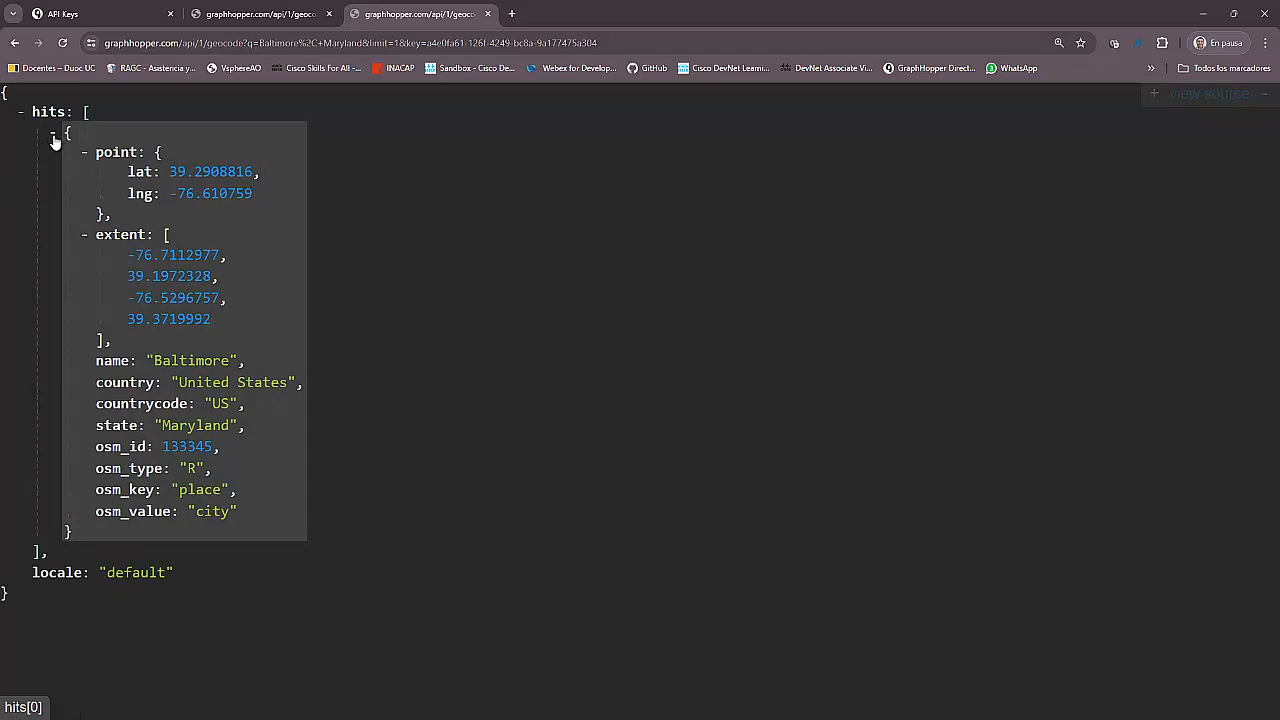 API Keys
graphhopper.com/api/1/geoco
graphhopper.com/api/1/geoco
graphhopper.com/api/1/geocode?q=Baltimore%2C+Maryland&limit=1&key=a4e0fa61-126f-4249-bc8a-9a177475a304
En pausa
Docentes – Duoc UC
RAGC - Asistencia y...
VsphereAO
Cisco Skills For All -...
INACAP
Sandbox - Cisco De...
Webex for Develop...
GitHub
Cisco DevNet Learni...
DevNet Associate Vi...
GraphHopper Direct...
WhatsApp
»
Todos los marcadores
+ view source -
{
- hits: [
- {
- point: {
lat: 39.2908816,
lng: -76.610759
},
- extent: [
-76.7112977,
39.1972328,
-76.5296757,
39.3719992
],
name: "Baltimore",
country: "United States",
countrycode: "US",
state: "Maryland",
osm_id: 133345,
osm_type: "R",
osm_key: "place",
osm_value: "city"
}
],
locale: "default"
}
hits[0]